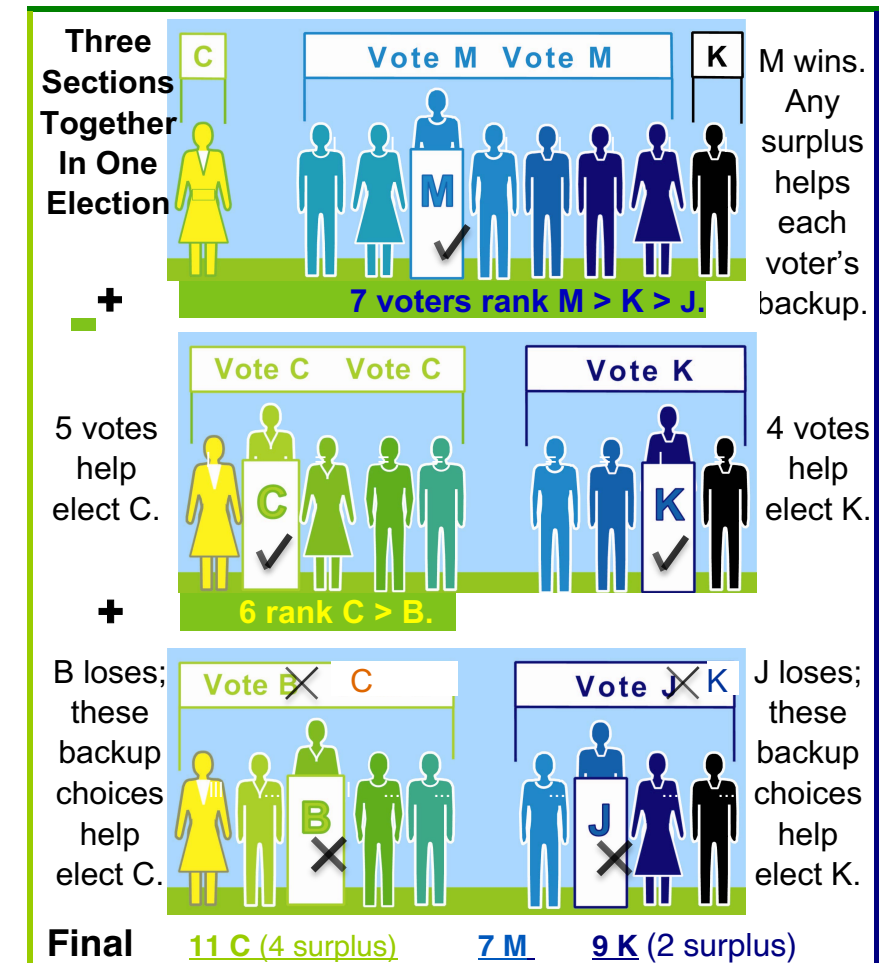 Three
Sections
Together
In One
Election
C
Vote M Vote M
K
M
M wins.
Any
surplus
helps
each
voter's
backup.
+
7 voters rank M > K > J.
5 votes
help
elect C.
Vote C Vote C
C
Vote K
K
4 votes
help
elect K.
+
6 rank C > B.
B loses;
these
backup
choices
help
elect C.
Vote B C
B
Vote J K
J
J loses;
these
backup
choices
help
elect K.
Final 11 C (4 surplus) 7 M 9 K (2 surplus)